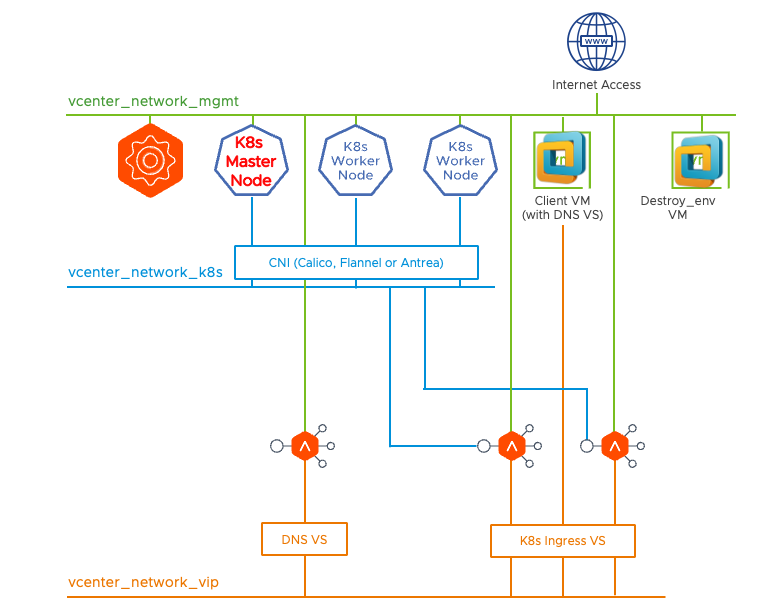 www
Internet Access
vcenter_network_mgmt
K8s
Master
Node
K8s
Worker
Node
K8s
Worker
Node
Client VM
(with DNS VS)
Destroy_env
VM
CNI (Calico, Flannel or Antrea)
vcenter_network_k8s
DNS VS
K8s Ingress VS
vcenter_network_vip